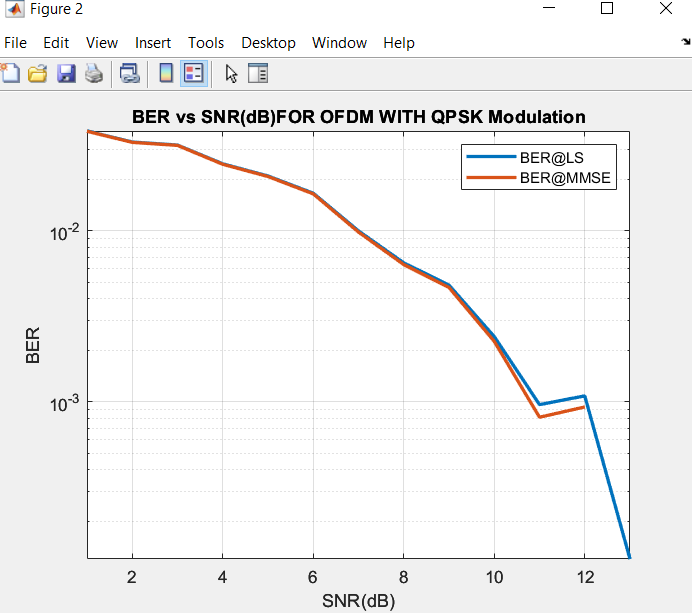 Figure 2
File Edit View Insert Tools Desktop Window Help
BER vs SNR(dB)FOR OFDM WITH QPSK Modulation
BER@LS
BER@MMSE
10-2
BER
10-3
2 4 6 8 10 12
SNR(dB)